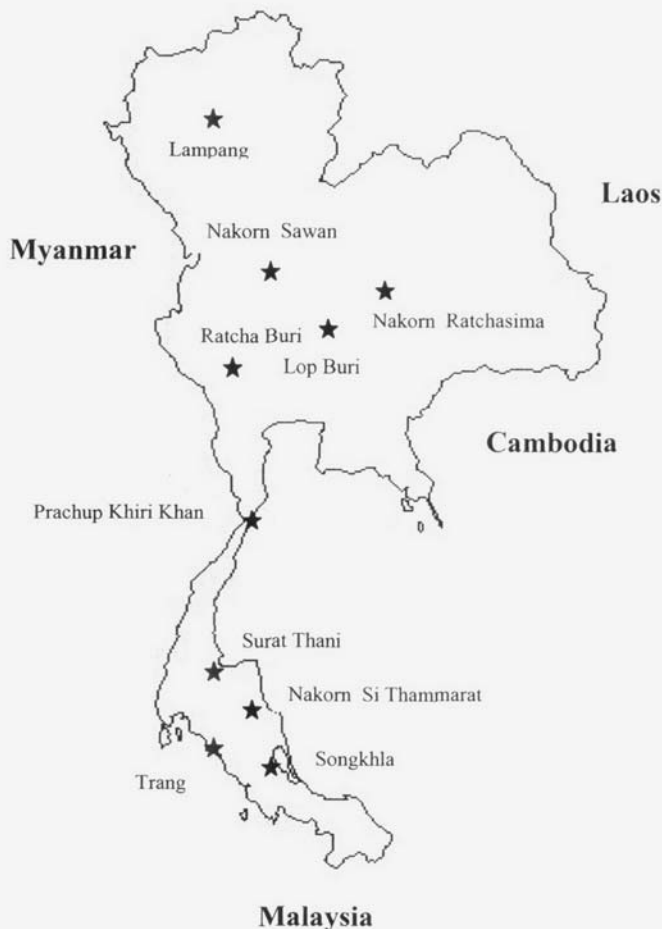 Lampang
Laos
Nakorn Sawan
Myanmar
Nakorn Ratchasima
Ratcha Buri
Lop Buri
Cambodia
Prachup Khiri Khan
Surat Thani
Nakorn Si Thammarat
Songkhla
Trang
Malaysia